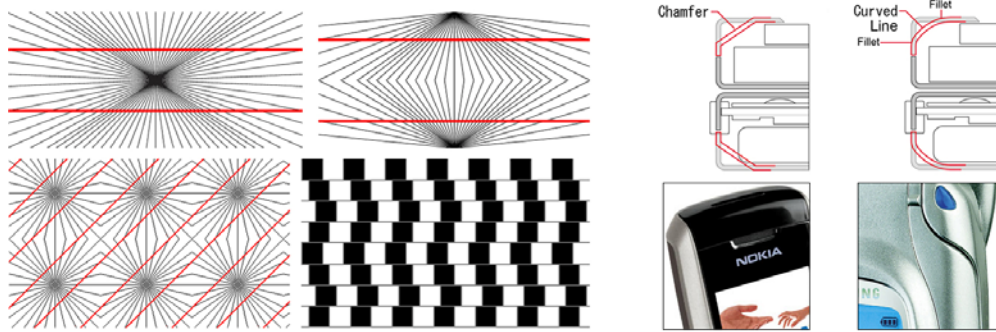 Chamfer
Fillet
Curved
Line
Fillet
NOKIA
NG